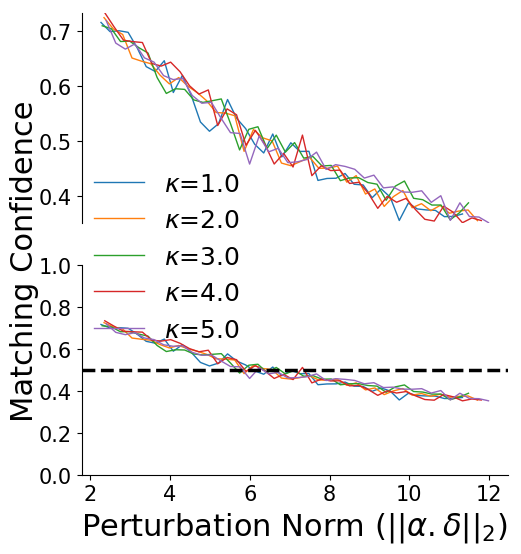 Matching Confidence
0.7
0.6
0.5
0.4
κ=1.0
κ=2.0
κ=3.0
κ=4.0
κ=5.0
1.0
0.8
0.6
0.4
0.2
0.0
2 4 6 8 10 12
Perturbation Norm (||α.δ||₂)